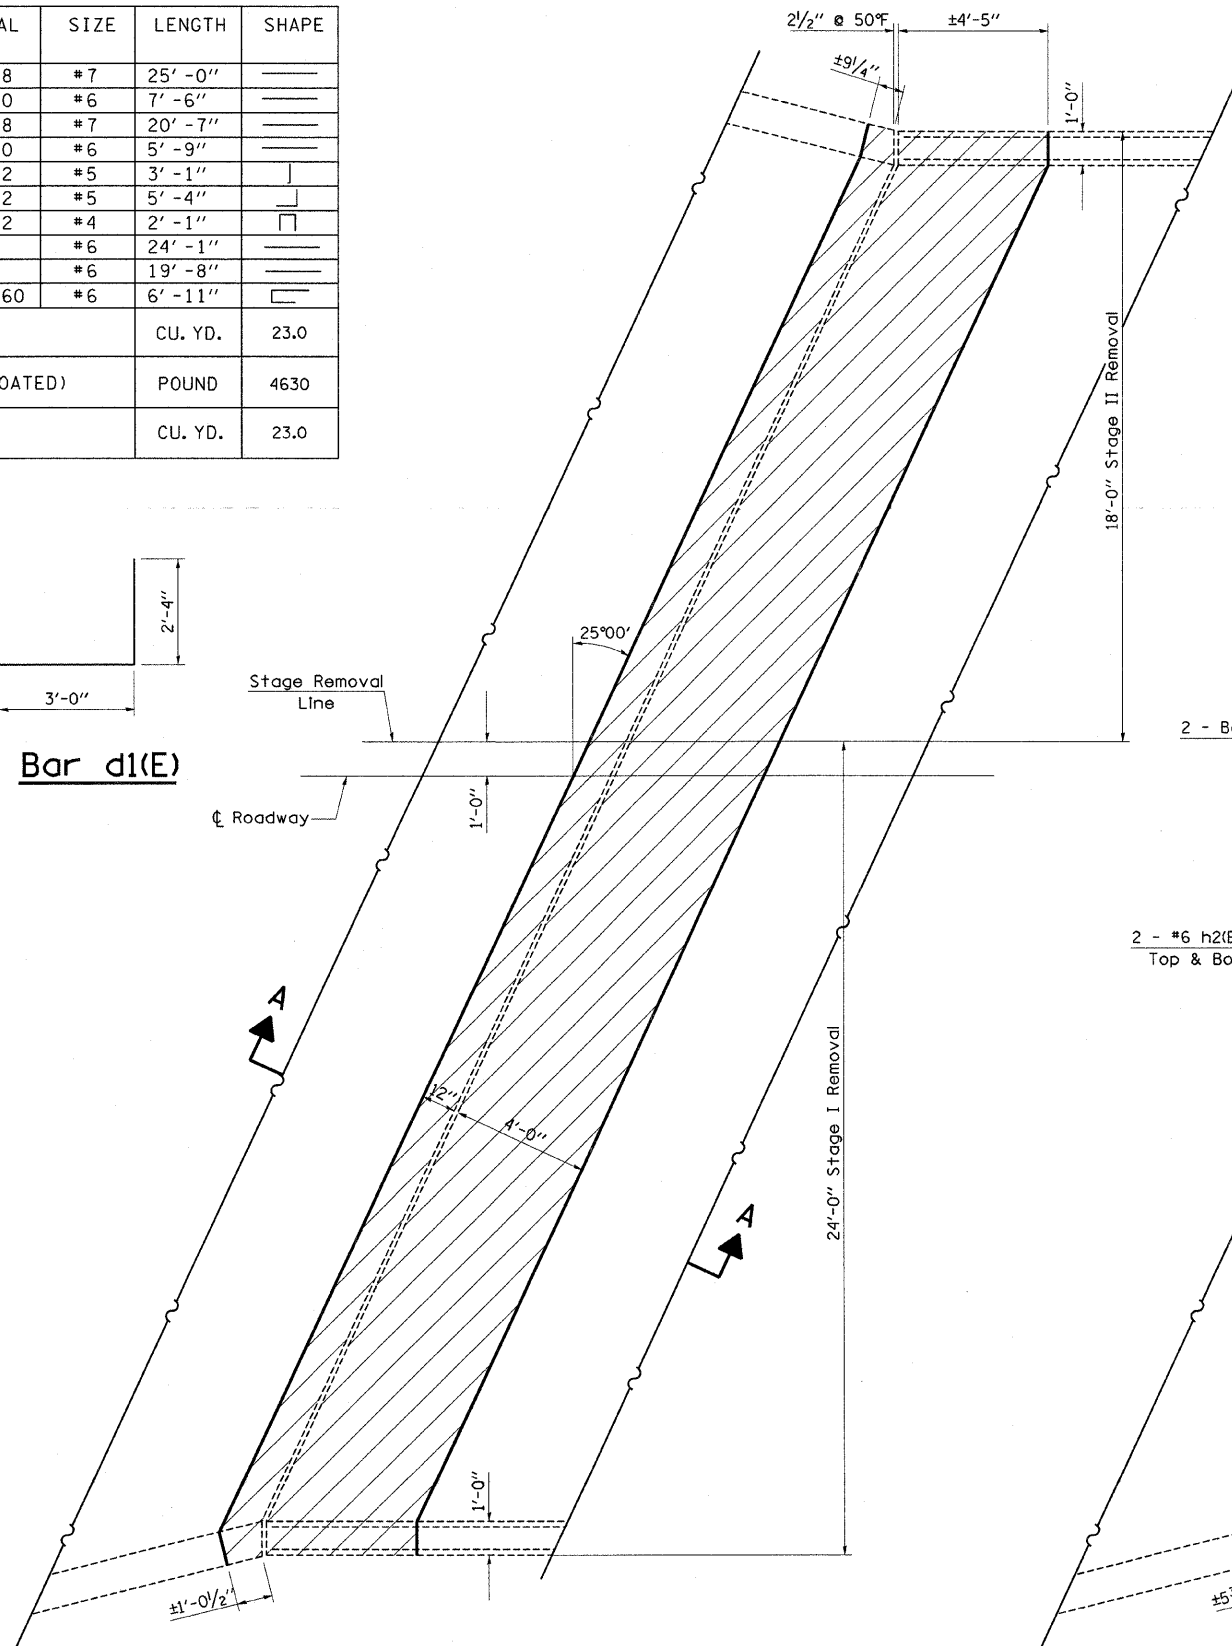 AL SIZE LENGTH SHAPE
8 #7 25'-0"
0 #6 7'-6"
8 #7 20'-7"
0 #6 5'-9"
2 #5 3'-1"
2 #5 5'-4"
2 #4 2'-1"
#6 24'-1"
#6 19'-8"
60 #6 6'-11"
CU. YD. 23.0
OATED) POUND 4630
CU. YD. 23.0
2½" @ 50°F
±4'-5"
±9¼"
1'-0"
18'-0" Stage II Removal
2'-4"
3'-0"
Bar d1(E)
25°00'
Stage Removal
Line
1'-0"
℄ Roadway
2 - B
2 - #6 h2(E
Top & Bo
A
12"
4'-0"
24'-0" Stage I Removal
A
1'-0"
±1'-0½"
±5